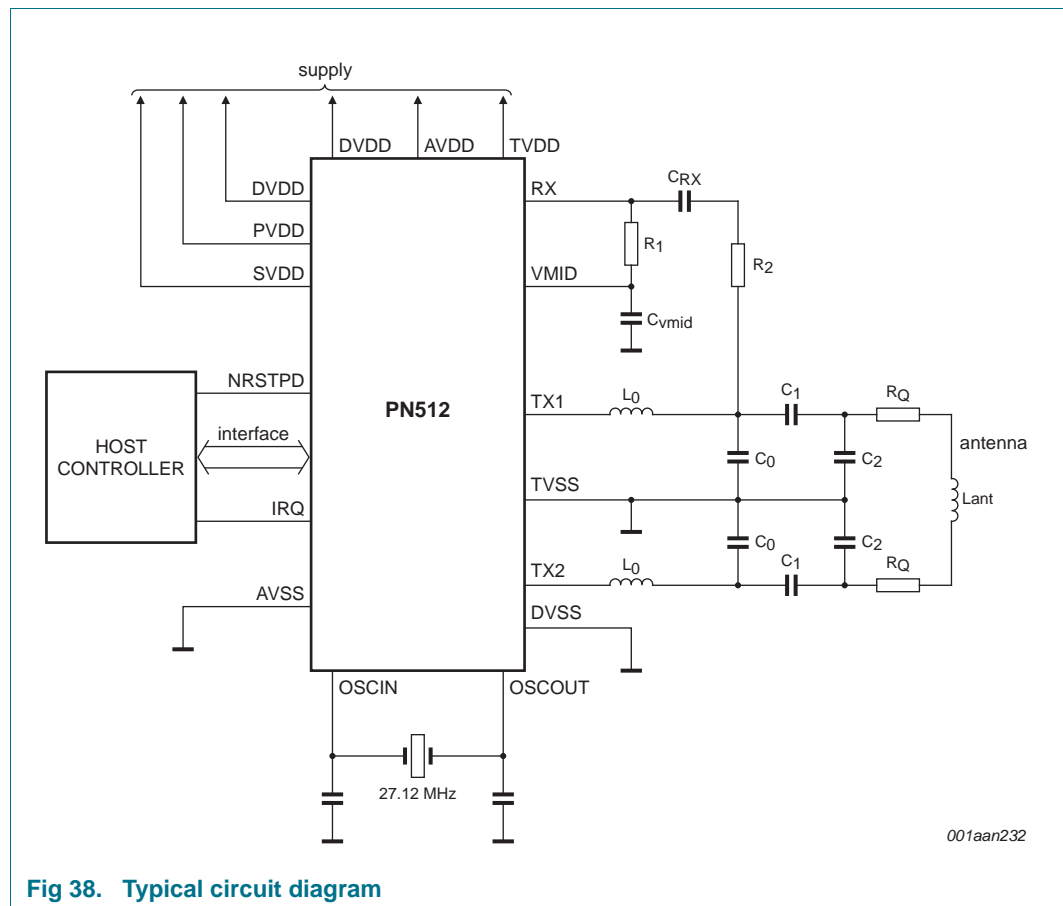 supply
DVDD AVDD TVDD
DVDD
PVDD
SVDD
RX
CRX
R1
R2
VMID
Cvmid
NRSTPD
HOST
CONTROLLER
interface
IRQ
PN512
TX1
L0
C1
RQ
antenna
C0
C2
TVSS
Lant
C0
C2
TX2
L0
C1
RQ
AVSS
DVSS
OSCIN
OSCOUT
27.12 MHz
001aan232
Fig 38. Typical circuit diagram